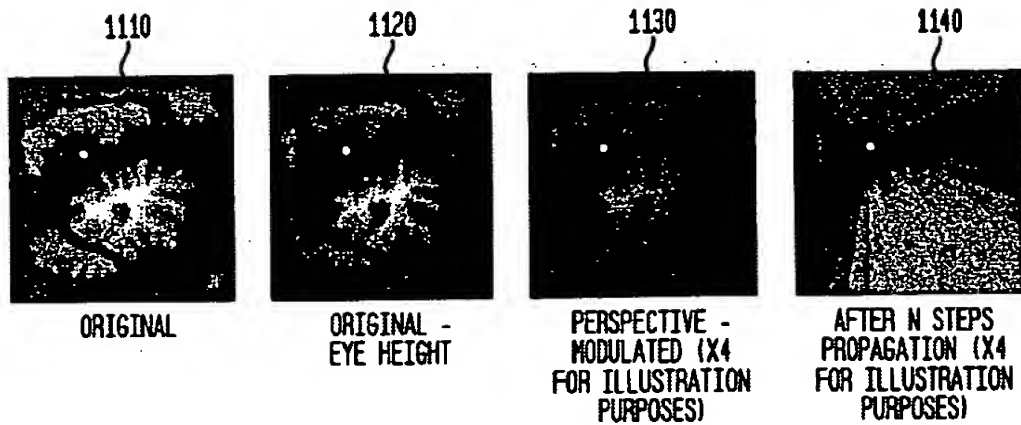 1110
1120
1130
1140
ORIGINAL
ORIGINAL -
EYE HEIGHT
PERSPECTIVE -
MODULATED (X4
FOR ILLUSTRATION
PURPOSES)
AFTER N STEPS
PROPAGATION (X4
FOR ILLUSTRATION
PURPOSES)